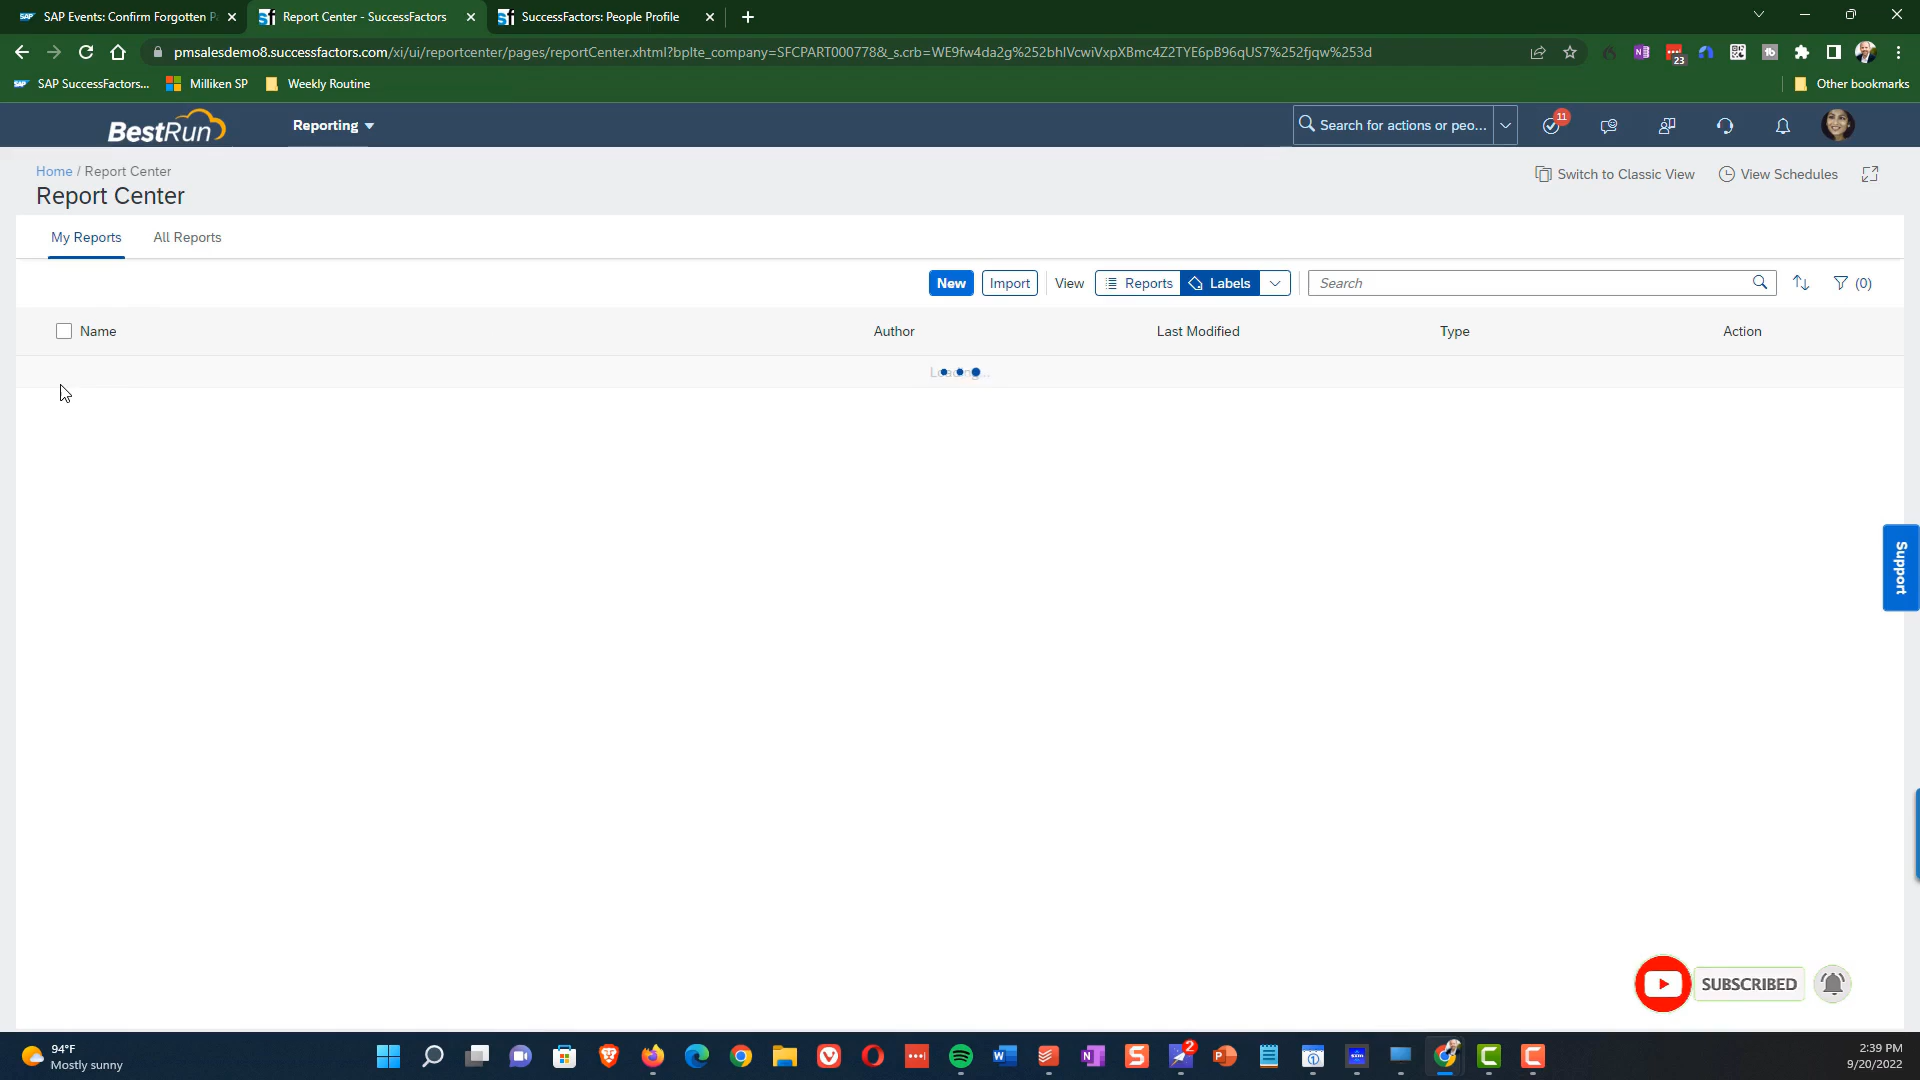 SAP Events: Confirm Forgotten P
Report Center - SuccessFactors
SuccessFactors: People Profile
pmsalesdemo8.successfactors.com/xi/ui/reportcenter/pages/reportCenter.xhtml?bplte_company=SFCPART000778&_s.crb=WE9fw4da2g%252bhlVcwiVxpXBmc4Z2TYE6pB96qUS7%252fjqw%253d
23
SAP SuccessFactors...
Milliken SP
Weekly Routine
Other bookmarks
BestRun
Reporting
Search for actions or peo...
11
Home / Report Center
Switch to Classic View
View Schedules
Report Center
My Reports
All Reports
New
Import
View
Reports
Labels
Search
(0)
Name
Author
Last Modified
Type
Action
Loading...
Support
SUBSCRIBED
94°F
Mostly sunny
2
2:39 PM
9/20/2022